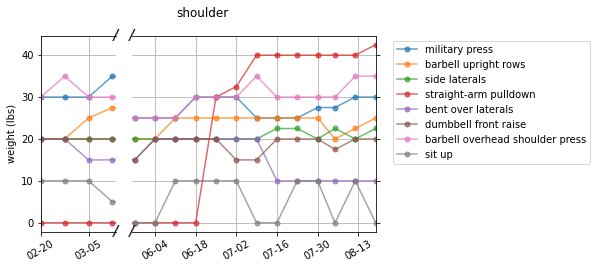 shoulder
weight (lbs)
40
30
20
10
0
02-20
03-05
06-04
06-18
07-02
07-16
07-30
08-13
military press
barbell upright rows
side laterals
straight-arm pulldown
bent over laterals
dumbbell front raise
barbell overhead shoulder press
sit up